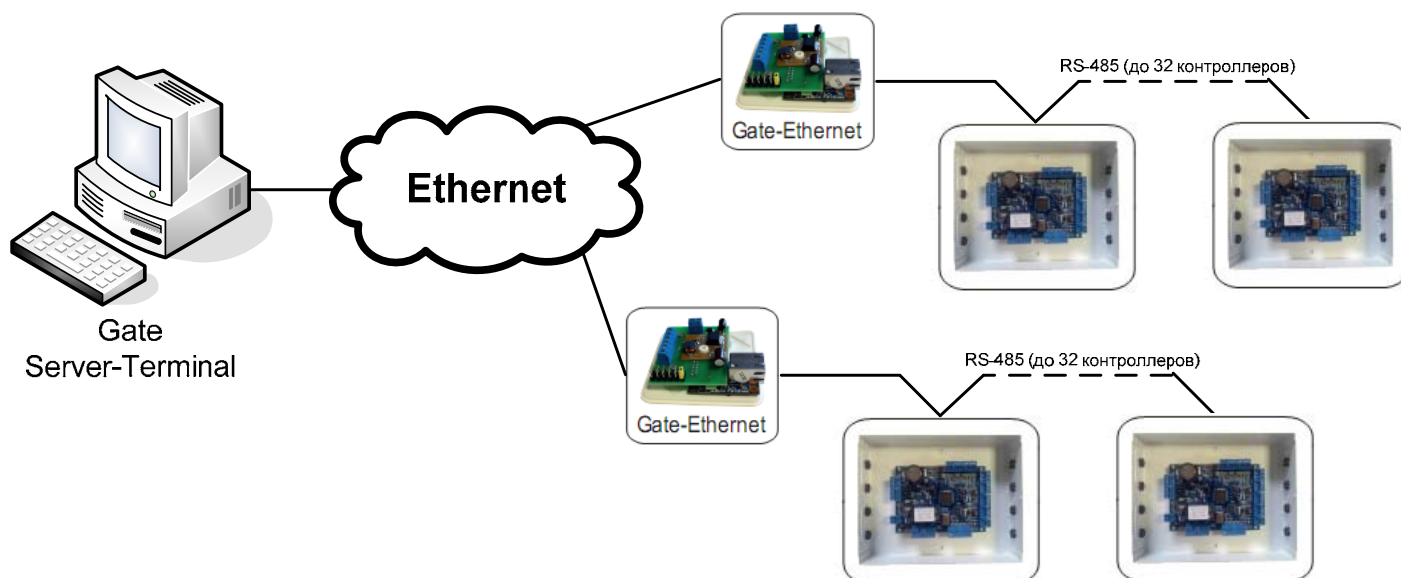 RS-485 (до 32 контроллеров)
Gate-Ethernet
Ethernet
Gate
Server-Terminal
RS-485 (до 32 контроллеров)
Gate-Ethernet